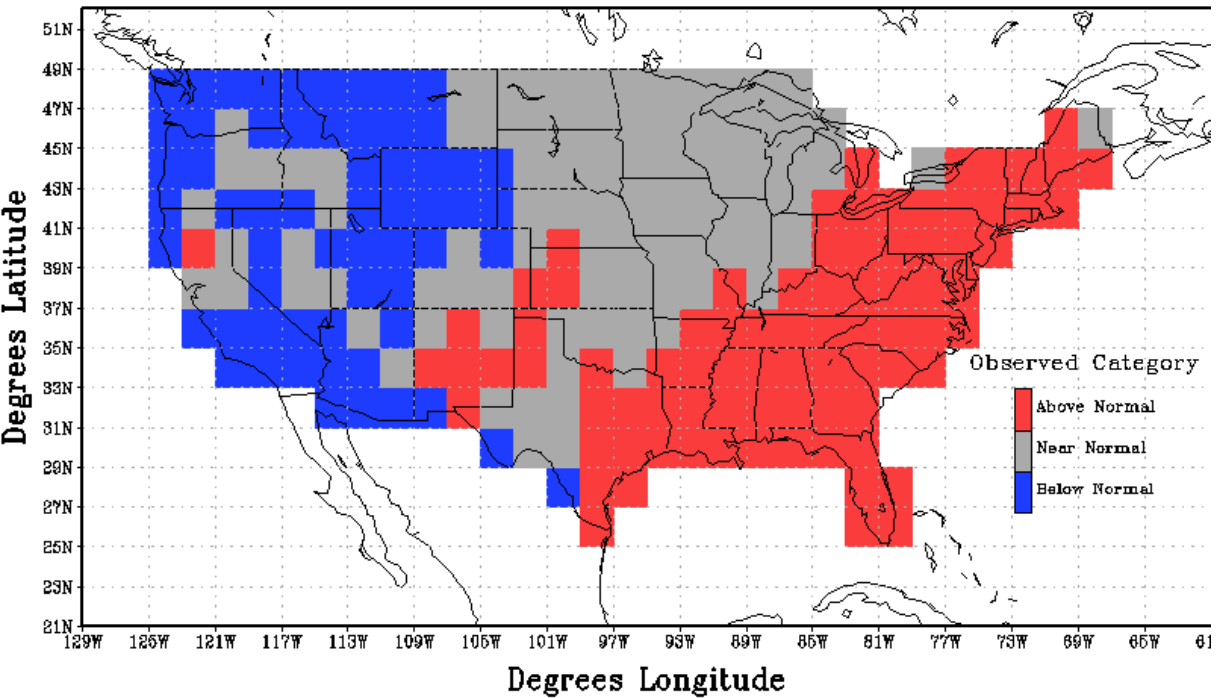 51N
49N
47N
45N
43N
41N
39N
37N
35N
33N
31N
29N
27N
25N
23N
21N
Degrees Latitude
Observed Category
Above Normal
Near Normal
Below Normal
129W 125W 121W 117W 113W 109W 105W 101W 97W 93W 89W 85W 81W 77W 73W 69W 65W 61
Degrees Longitude